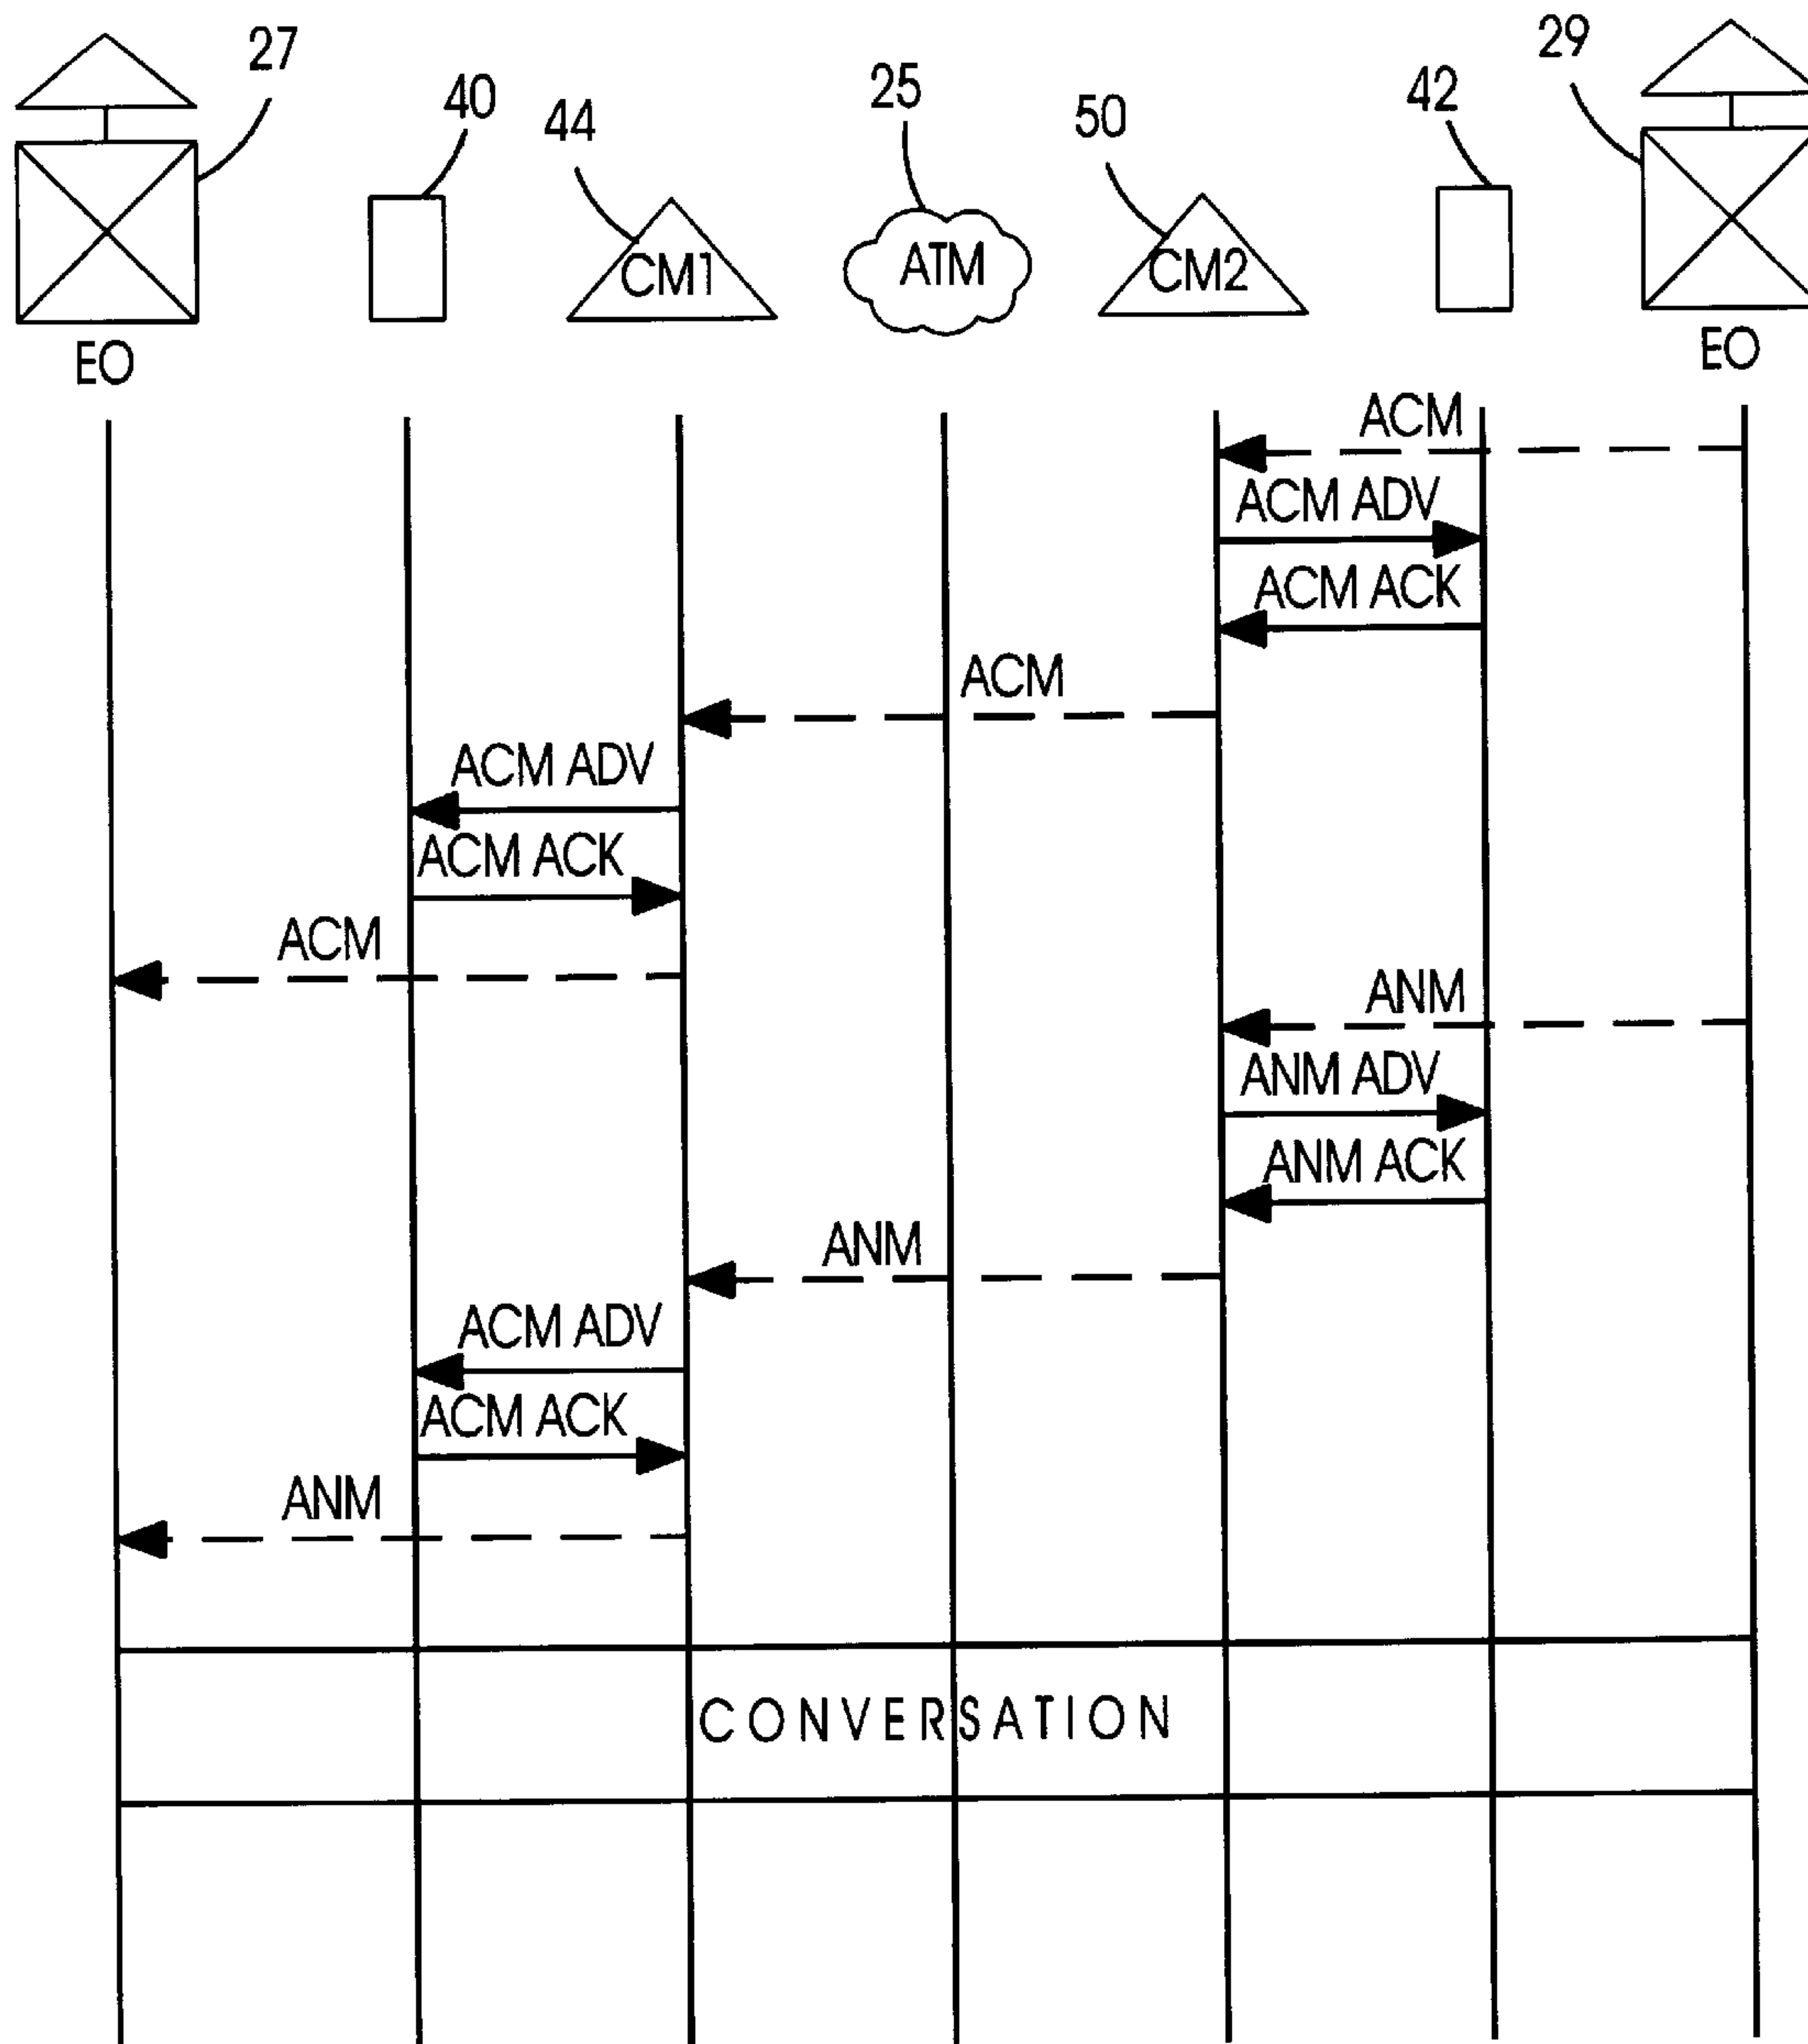 27
40
44
25
50
42
29
CM1
ATM
CM2
EO
EO
ACM
ACM ADV
ACM ACK
ACM
ACM ADV
ACM ACK
ACM
ANM
ANM ADV
ANM ACK
ANM
ACM ADV
ACM ACK
ANM
CONVERSATION